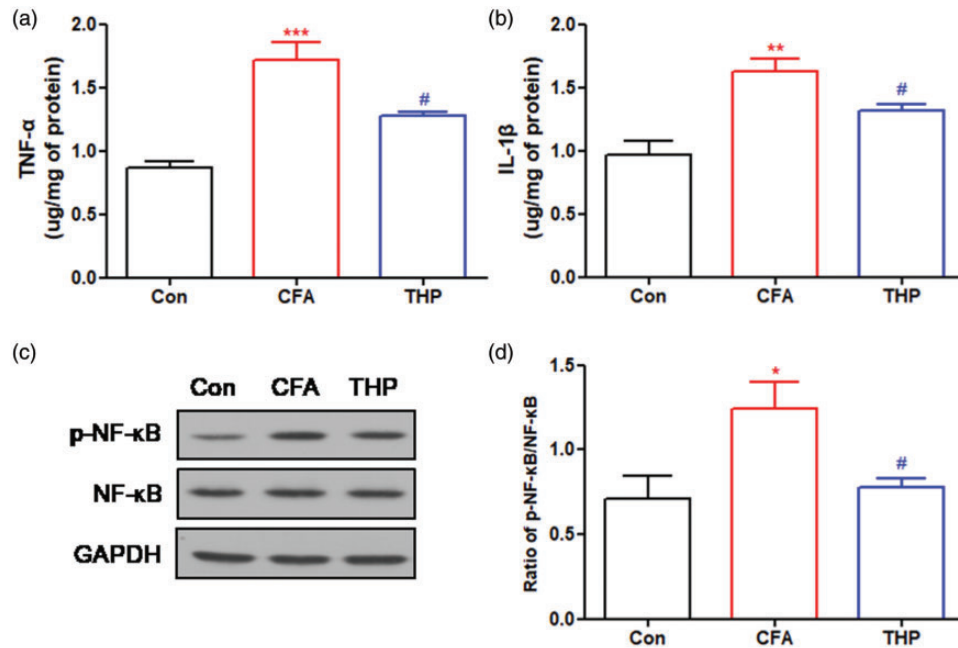 (a)
2.0
1.5
1.0
0.5
0.0
TNF-α
(ug/mg of protein)
***
#
Con CFA THP
(b)
2.0
1.5
1.0
0.5
0.0
IL-1β
(ug/mg of protein)
**
#
Con CFA THP
(c)
Con CFA THP
p-NF-κB
NF-κB
GAPDH
(d)
1.5
1.0
0.5
0.0
Ratio of p-NF-κB/NF-κB
*
#
Con CFA THP